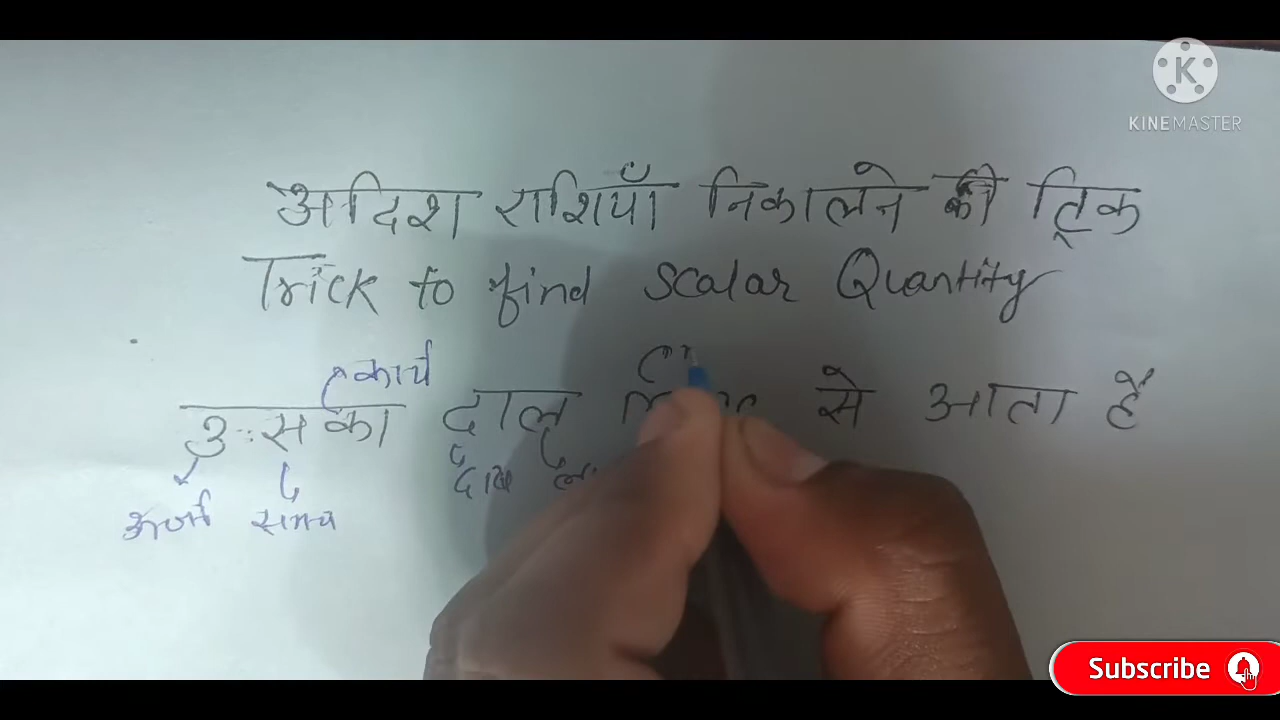 KINEMASTER
अदिश राशियाँ निकालने की ट्रिक
Trick to find Scalar Quantity
कार्य
उ स का दाल से आता है
दाब
ऊर्जा समय
Subscribe